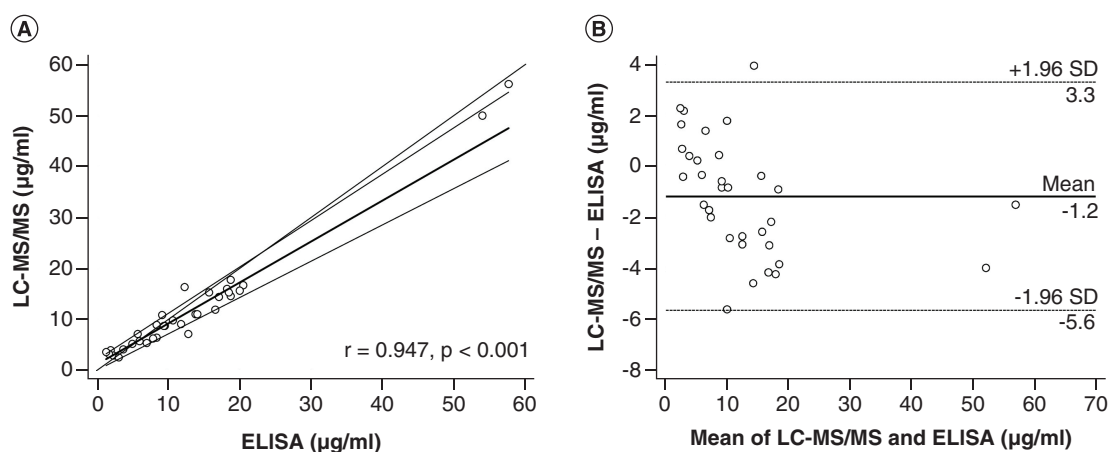 A
LC-MS/MS (µg/ml)
60
50
40
30
20
10
0
r = 0.947, p < 0.001
0 10 20 30 40 50 60
ELISA (µg/ml)
B
LC-MS/MS – ELISA (µg/ml)
4
2
0
-2
-4
-6
-8
+1.96 SD
3.3
Mean
-1.2
-1.96 SD
-5.6
0 10 20 30 40 50 60 70
Mean of LC-MS/MS and ELISA (µg/ml)